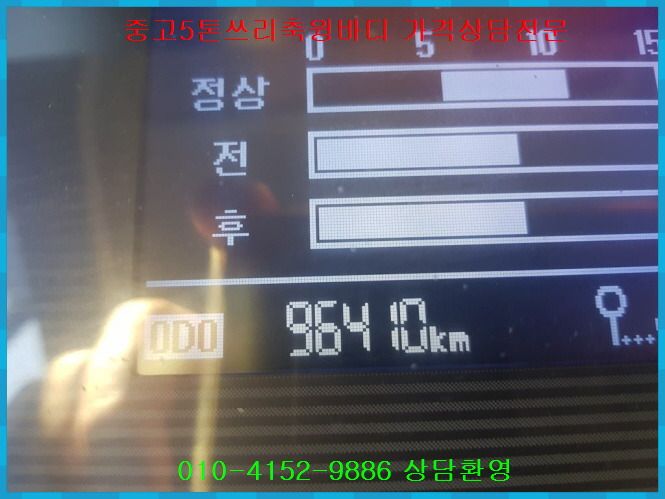 중고5톤쓰리축윙바디 가격상담전문
0 5 10 15
정상
전
후
ODO 96410km
010-4152-9886 상담환영